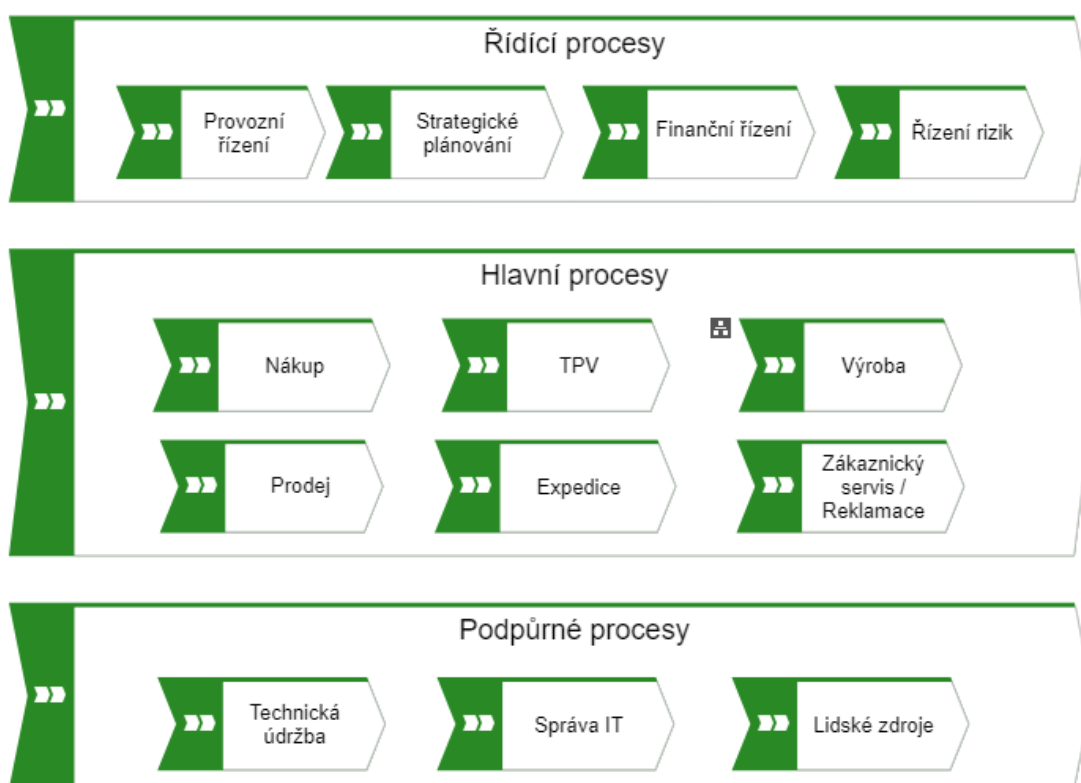 Řídící procesy
Provozní
řízení
Strategické
plánování
Finanční řízení
Řízení rizik
Hlavní procesy
Nákup
TPV
Výroba
Prodej
Expedice
Zákaznický
servis /
Reklamace
Podpůrné procesy
Technická
údržba
Správa IT
Lidské zdroje